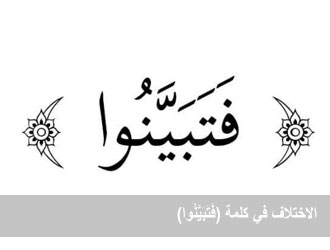 فَتَبَيَّنُوا
الاختلاف في كلمة (فَتَبَيَّنُوا)